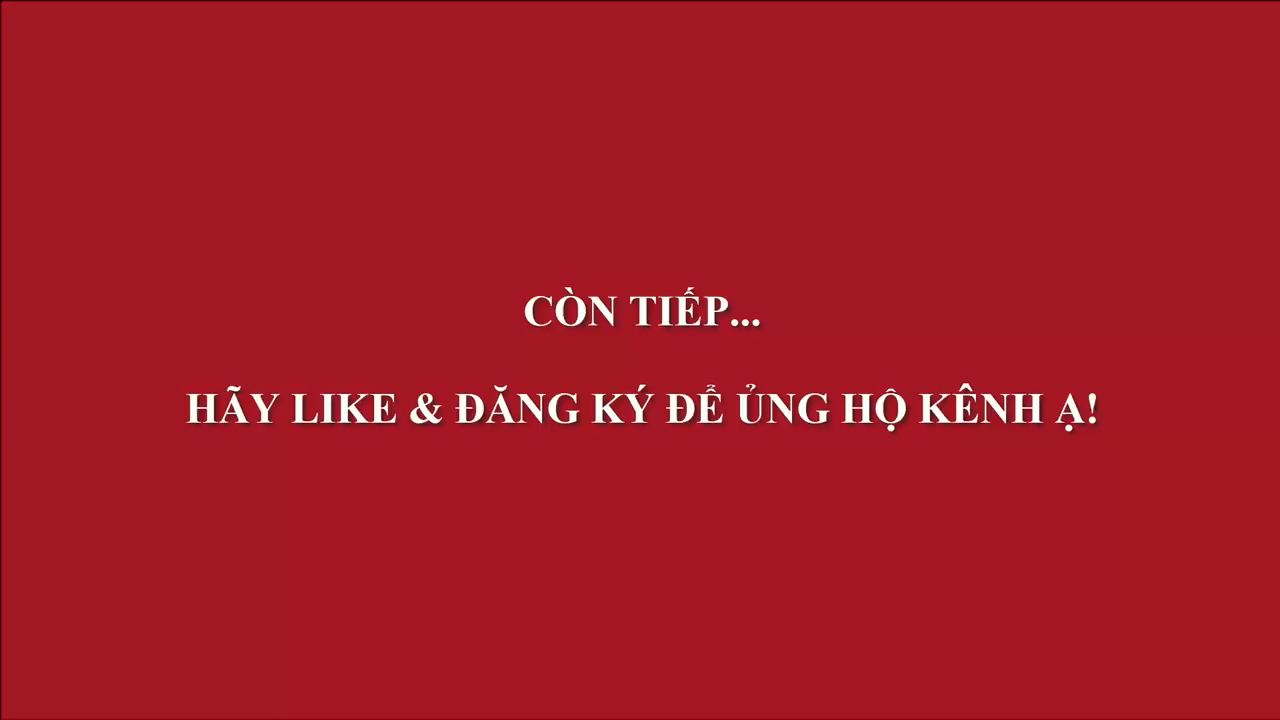 CÒN TIẾP...
HÃY LIKE & ĐĂNG KÝ ĐỂ ỦNG HỘ KÊNH Ạ!